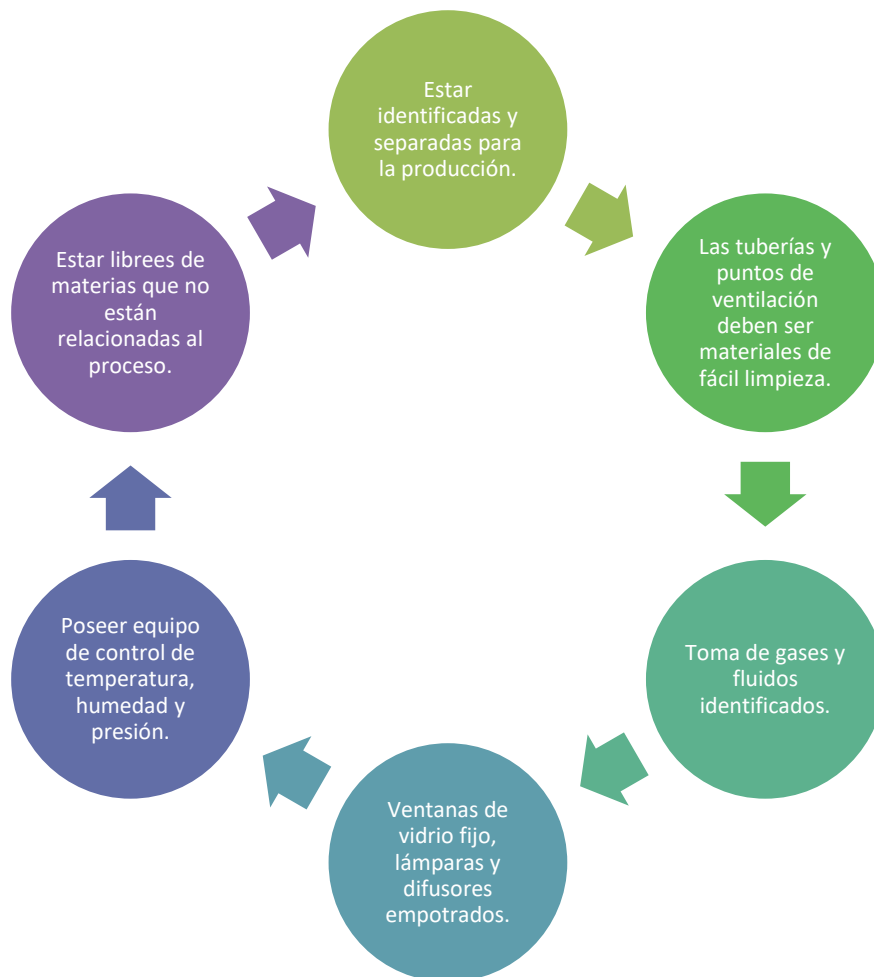 Estar
identificadas y
separadas para
la producción.
Las tuberías y
puntos de
ventilación
deben ser
materiales de
fácil limpieza.
Toma de gases y
fluidos
identificados.
Ventanas de
vidrio fijo,
lámparas y
difusores
empotrados.
Poseer equipo
de control de
temperatura,
humedad y
presión.
Estar librees de
materias que no
están
relacionadas al
proceso.